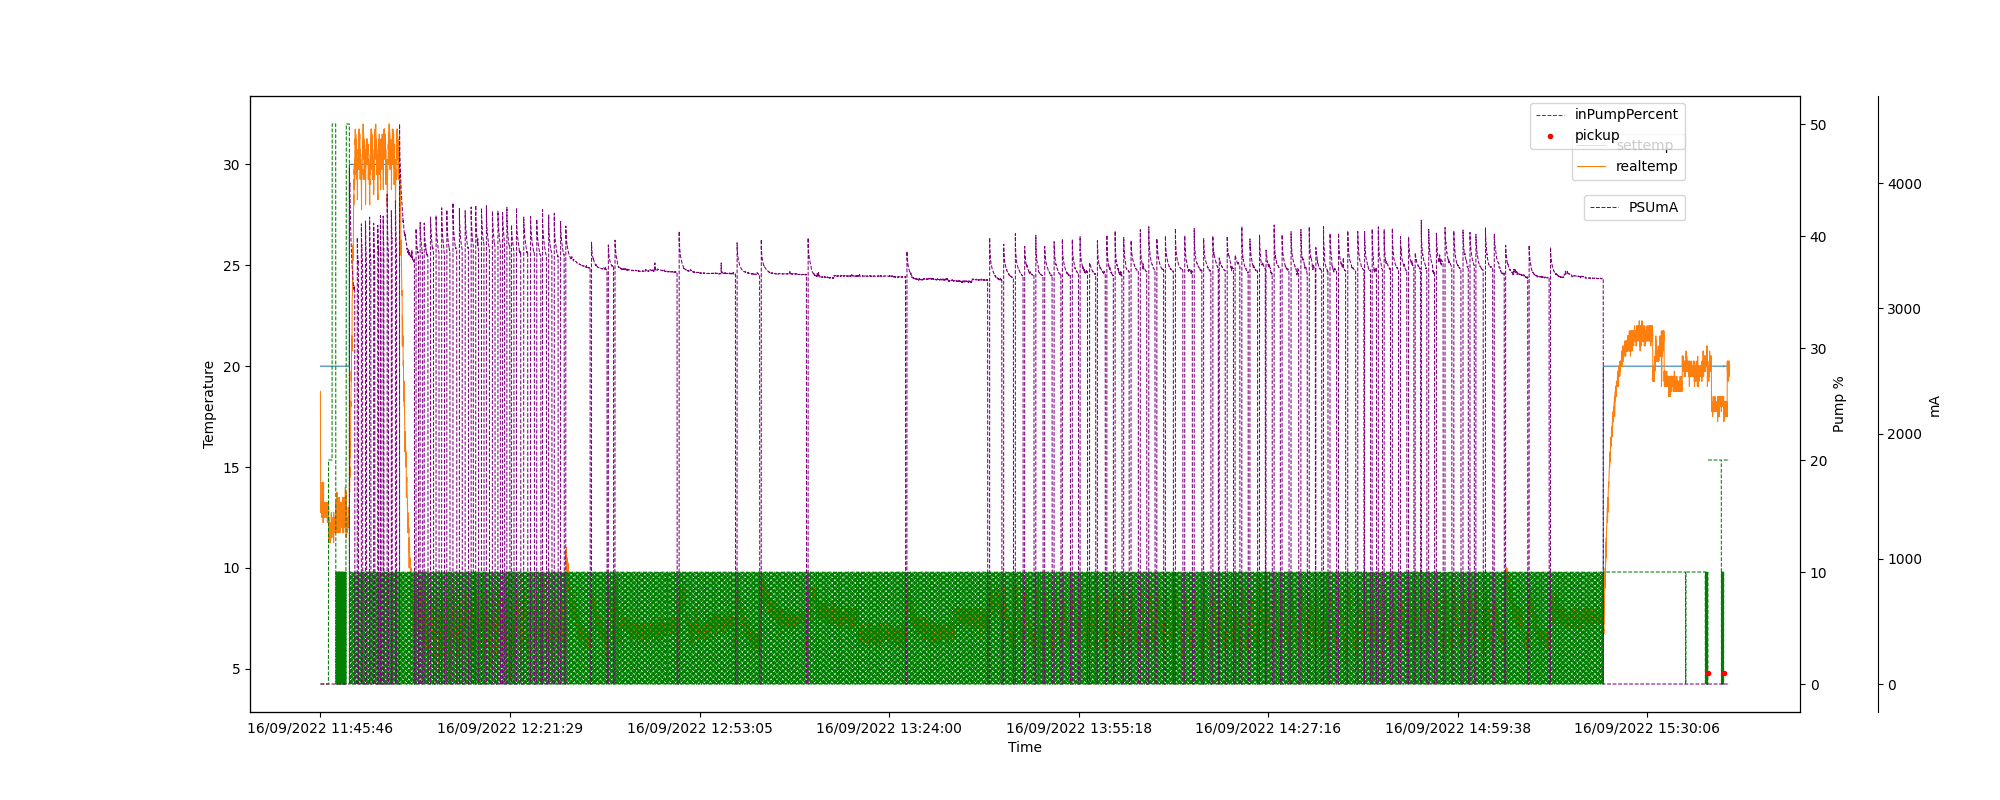 inPumpPercent
pickup
settemp
realtemp
PSUmA
30
25
20
15
10
5
Temperature
50
40
30
20
10
0
Pump %
4000
3000
2000
1000
0
mA
16/09/2022 11:45:46
16/09/2022 12:21:29
16/09/2022 12:53:05
16/09/2022 13:24:00
16/09/2022 13:55:18
16/09/2022 14:27:16
16/09/2022 14:59:38
16/09/2022 15:30:06
Time